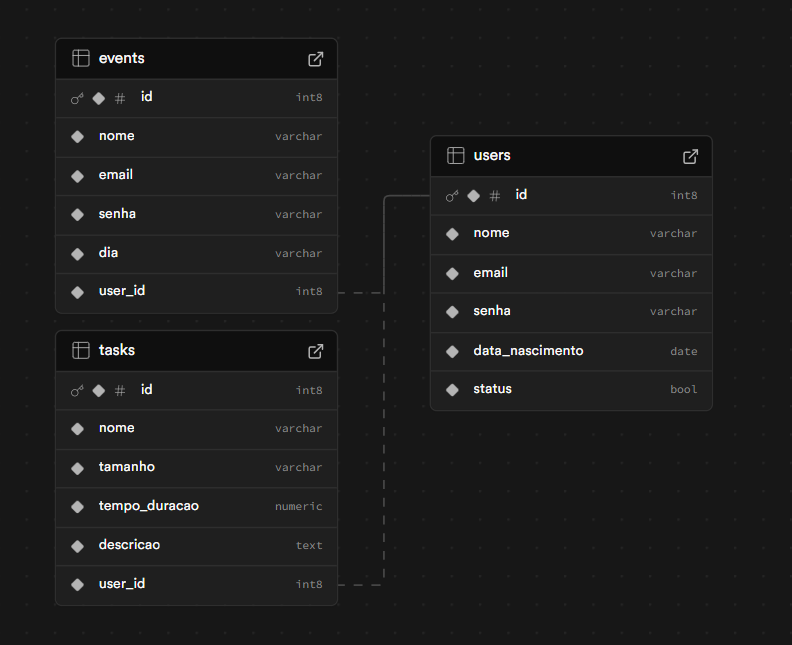 events
# id int8
nome varchar
email varchar
senha varchar
dia varchar
user_id int8
tasks
# id int8
nome varchar
tamanho varchar
tempo_duracao numeric
descricao text
user_id int8
users
# id int8
nome varchar
email varchar
senha varchar
data_nascimento date
status bool